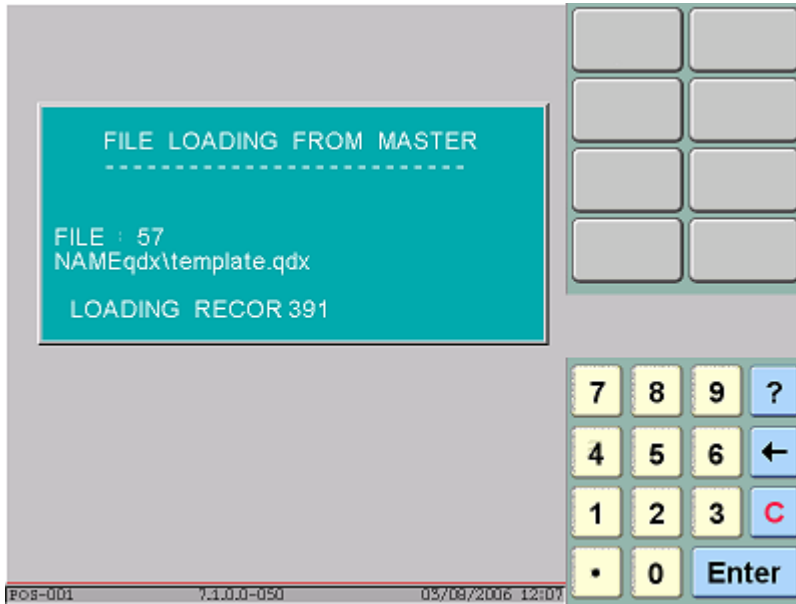 FILE LOADING FROM MASTER
--------------------------
FILE : 57
NAMEqdx\template.qdx
LOADING RECOR 391
7 8 9 ?
4 5 6 ←
1 2 3 C
. 0 Enter
POS-001 7.1.0.0-050 03/08/2006 12:07